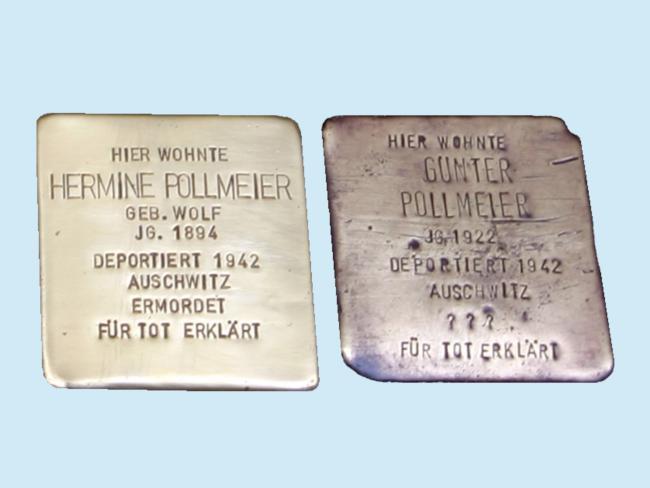 HIER WOHNTE
HERMINE POLLMEIER
GEB. WOLF
JG. 1894
DEPORTIERT 1942
AUSCHWITZ
ERMORDET
FÜR TOT ERKLÄRT
HIER WOHNTE
GÜNTER
POLLMEIER
JG. 1922
DEPORTIERT 1942
AUSCHWITZ
? ? ?
FÜR TOT ERKLÄRT